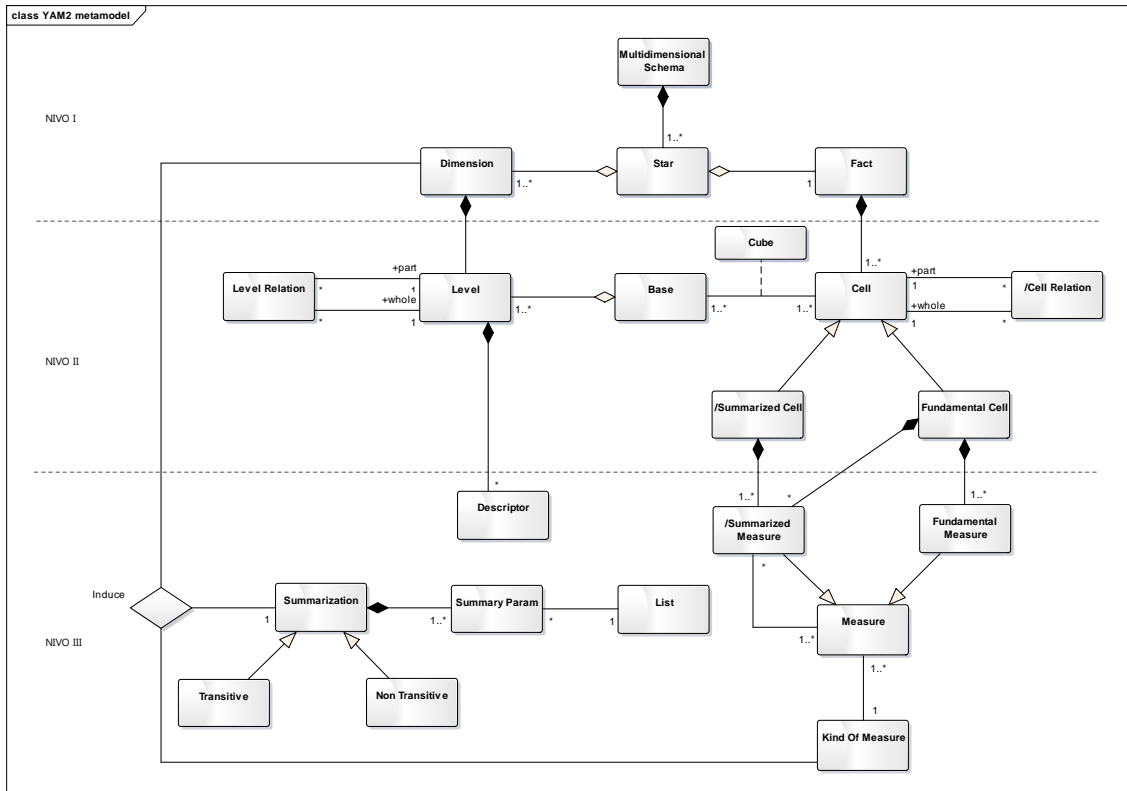 class YAM2 metamodel
Multidimensional
Schema
NIVO I
1..*
Dimension
Star
Fact
1..*
1
Cube
1..*
Level Relation
+part
*
1
+whole
*
1
Level
1..*
Base
1..*
1..*
Cell
+part
1
*
+whole
1
*
/Cell Relation
NIVO II
/Summarized Cell
Fundamental Cell
*
1..*
*
1..*
Descriptor
/Summarized
Measure
Fundamental
Measure
*
Induce
Summarization
1
1..*
Summary Param
*
1
List
Measure
1..*
NIVO III
1..*
Transitive
Non Transitive
1
Kind Of Measure